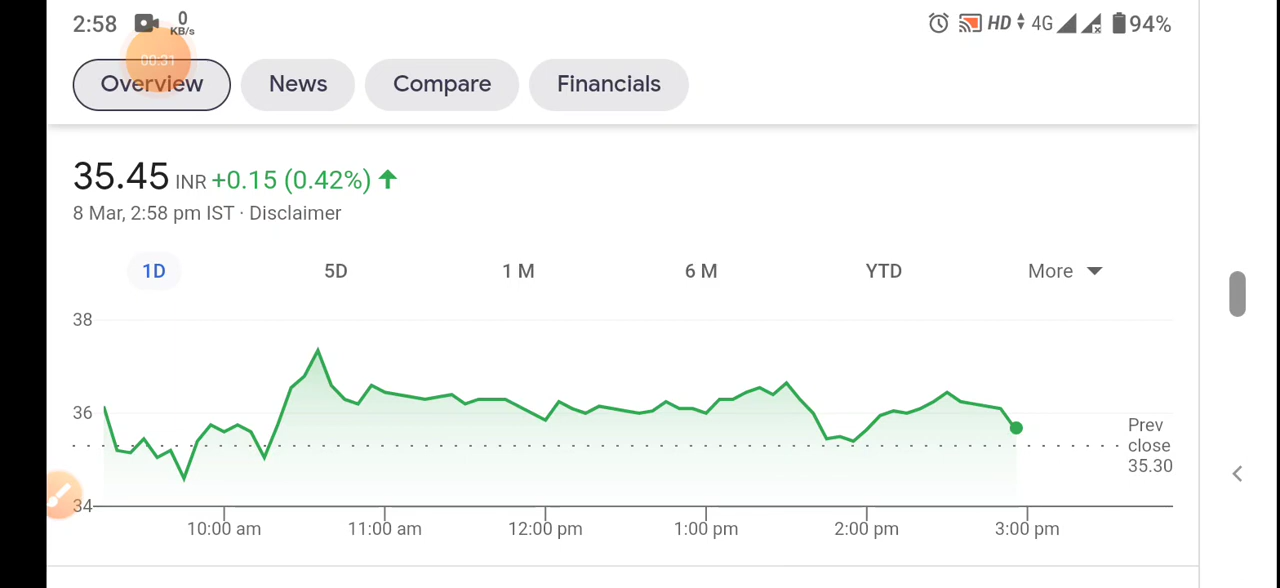 2:58 0 KB/s HD 4G 94%
00:31
Overview News Compare Financials
35.45 INR +0.15 (0.42%)
8 Mar, 2:58 pm IST · Disclaimer
1D 5D 1 M 6 M YTD More
38
36
Prev
close
35.30
34
10:00 am 11:00 am 12:00 pm 1:00 pm 2:00 pm 3:00 pm